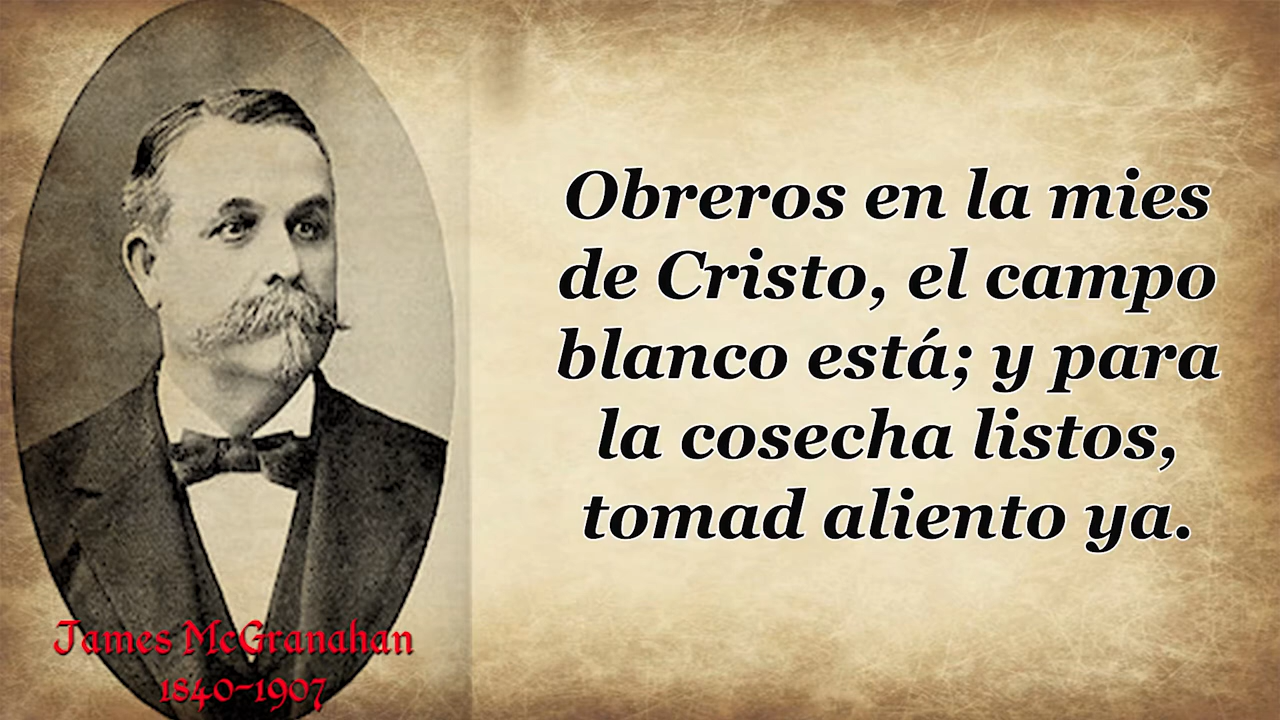 Obreros en la mies
de Cristo, el campo
blanco está; y para
la cosecha listos,
tomad aliento ya.
James McGranahan
1840-1907